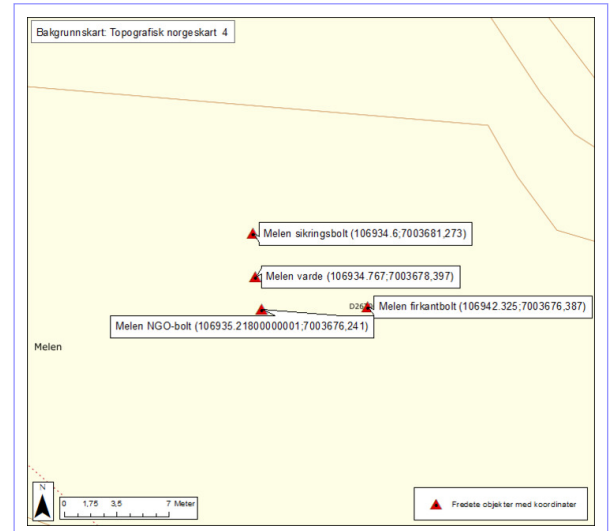 Bakgrunnskart: Topografisk norgeskart 4
Melen sikringsbolt (106934.6;7003681,273)
Melen varde (106934.767;7003678,397)
Melen firkantbolt (106942.325;7003676,387)
Melen NGO-bolt (106935.21800000001;7003676,241)
Melen
N
0 1,75 3,5 7 Meter
Fredete objekter med koordinater